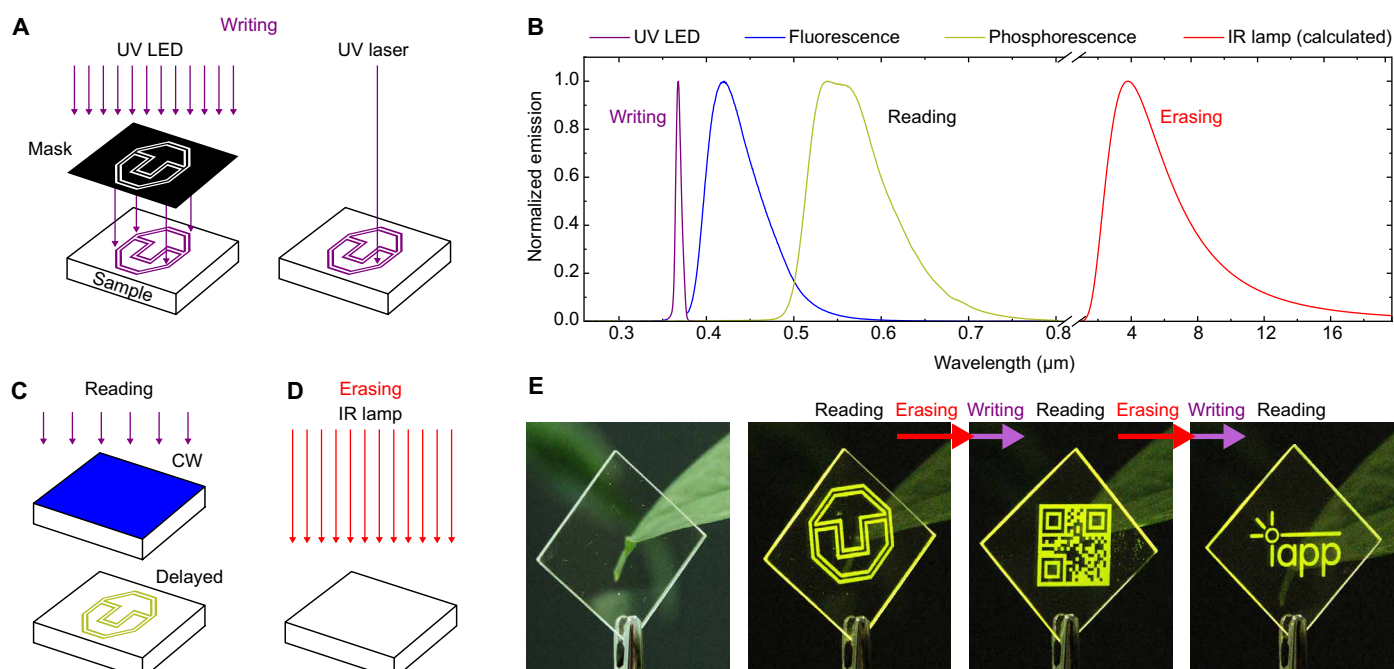 A
Writing
UV LED
UV laser
Mask
Sample
B
UV LED
Fluorescence
Phosphorescence
IR lamp (calculated)
Normalized emission
1.0
0.8
0.6
0.4
0.2
0.0
Writing
Reading
Erasing
0.3
0.4
0.5
0.6
0.7
0.8
4
8
12
16
Wavelength (µm)
C
Reading
CW
Delayed
D
Erasing
IR lamp
E
Reading
Erasing
Writing
Reading
Erasing
Writing
Reading
iapp